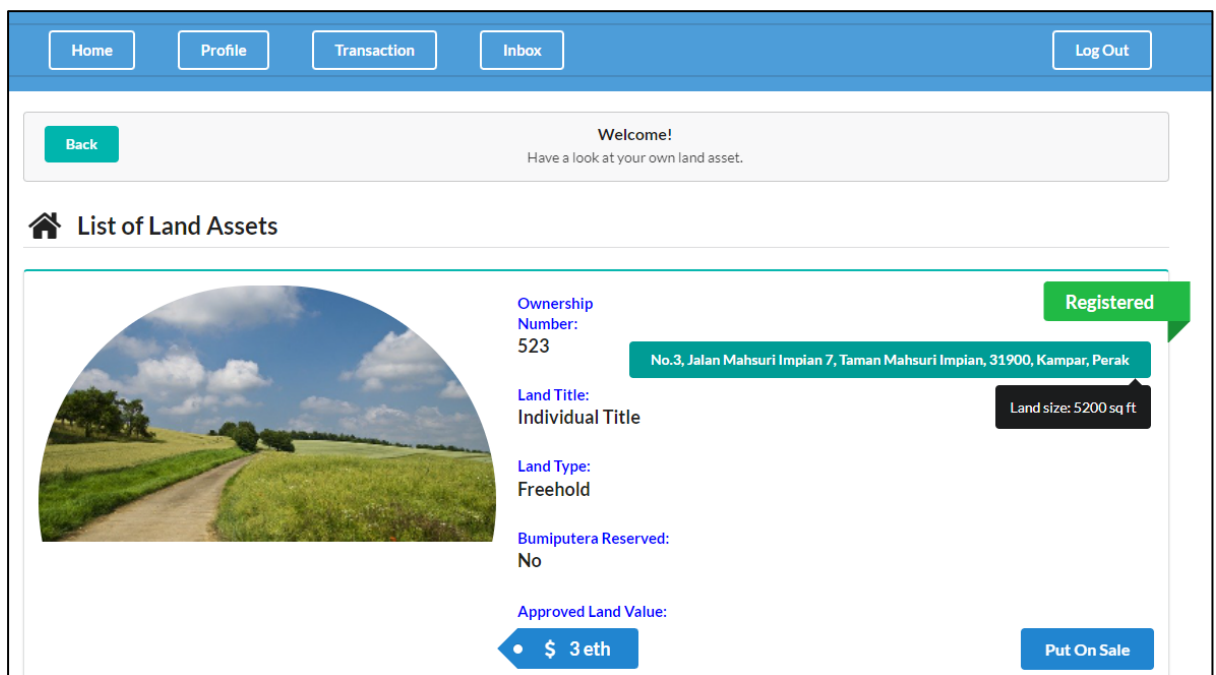 Home Profile Transaction Inbox Log Out
Back
Welcome!
Have a look at your own land asset.
List of Land Assets
Registered
Ownership
Number:
523
No.3, Jalan Mahsuri Impian 7, Taman Mahsuri Impian, 31900, Kampar, Perak
Land size: 5200 sq ft
Land Title:
Individual Title
Land Type:
Freehold
Bumiputera Reserved:
No
Approved Land Value:
$ 3 eth
Put On Sale